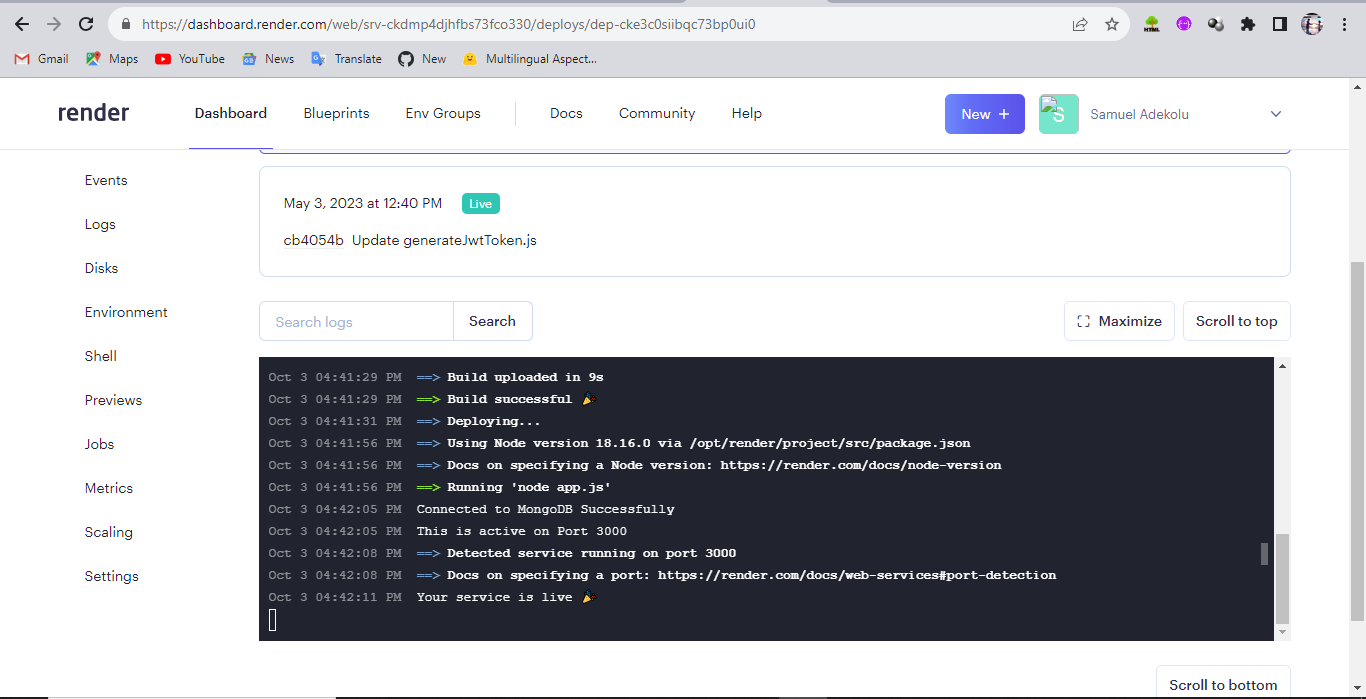 https://dashboard.render.com/web/srv-ckdmp4djhfbs73fco330/deploys/dep-cke3c0siibqc73bp0ui0
HTML
Gmail Maps YouTube News Translate New Multilingual Aspect...
render Dashboard Blueprints Env Groups Docs Community Help New + S Samuel Adekolu
Events
Logs
Disks
Environment
Shell
Previews
Jobs
Metrics
Scaling
Settings
May 3, 2023 at 12:40 PM Live
cb4054b Update generateJwtToken.js
Search logs Search Maximize Scroll to top
Oct 3 04:41:29 PM ==> Build uploaded in 9s
Oct 3 04:41:29 PM ==> Build successful 🎉
Oct 3 04:41:31 PM ==> Deploying...
Oct 3 04:41:56 PM ==> Using Node version 18.16.0 via /opt/render/project/src/package.json
Oct 3 04:41:56 PM ==> Docs on specifying a Node version: https://render.com/docs/node-version
Oct 3 04:41:56 PM ==> Running 'node app.js'
Oct 3 04:42:05 PM Connected to MongoDB Successfully
Oct 3 04:42:05 PM This is active on Port 3000
Oct 3 04:42:08 PM ==> Detected service running on port 3000
Oct 3 04:42:08 PM ==> Docs on specifying a port: https://render.com/docs/web-services#port-detection
Oct 3 04:42:11 PM Your service is live 🎉
Scroll to bottom